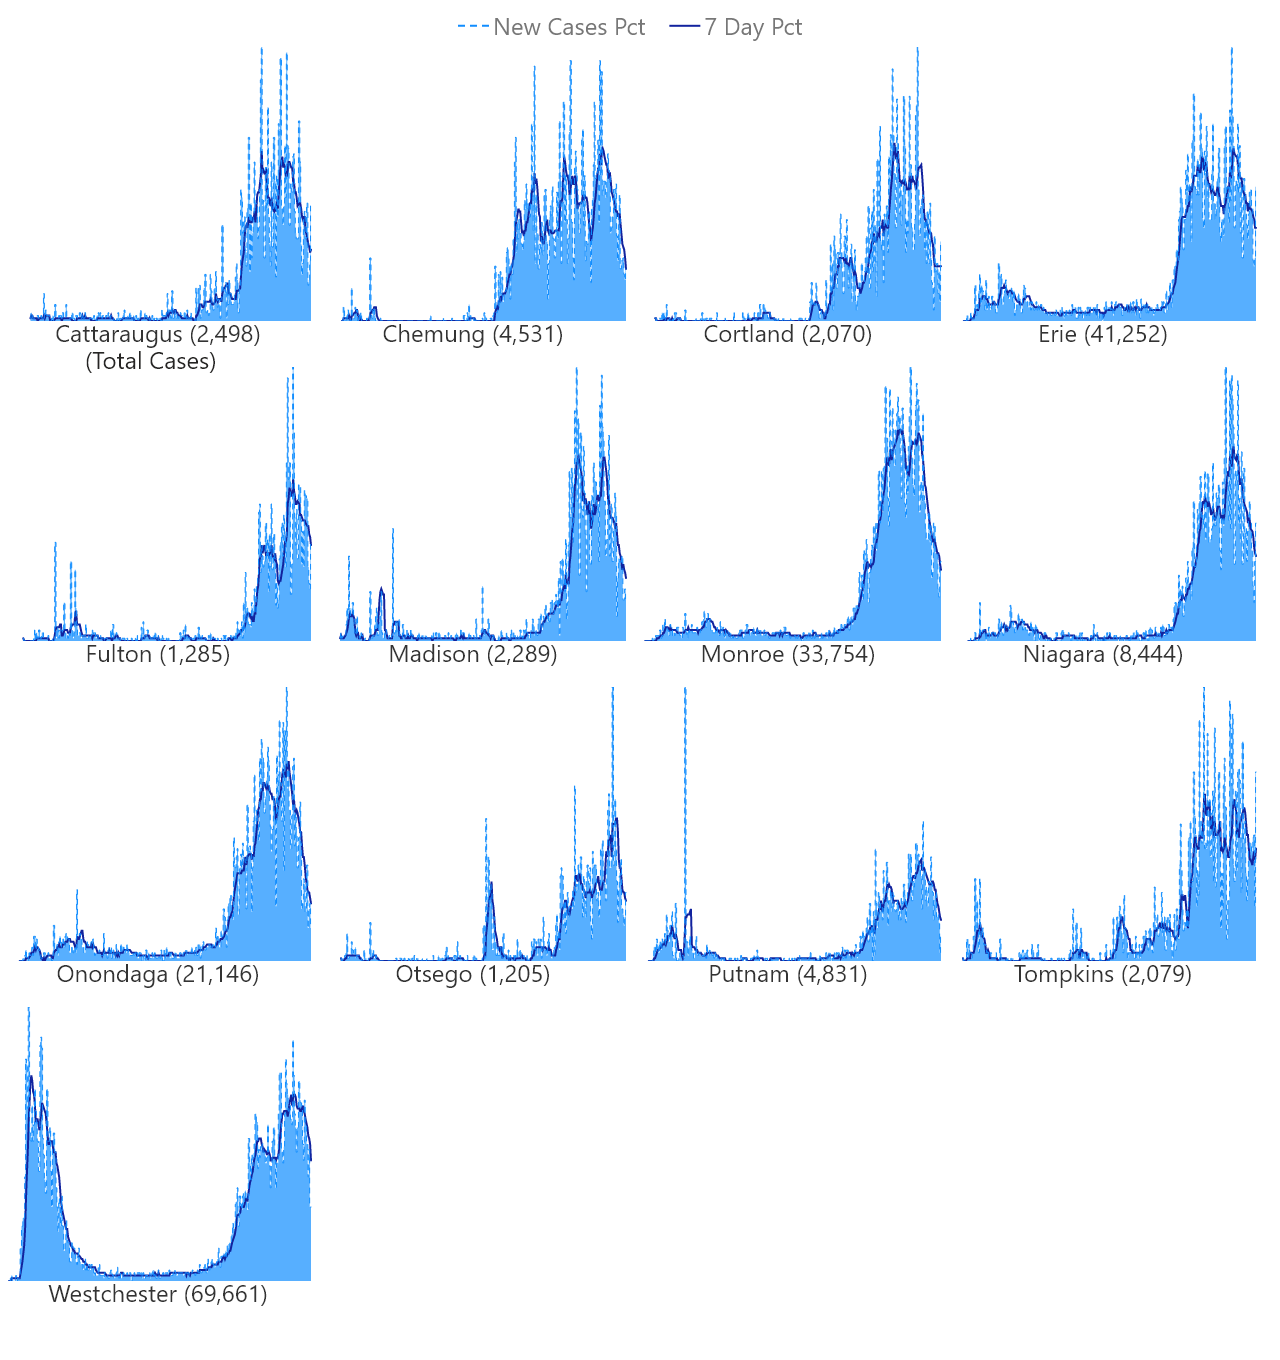 New Cases Pct 7 Day Pct
Cattaraugus (2,498)
(Total Cases)
Chemung (4,531)
Cortland (2,070)
Erie (41,252)
Fulton (1,285)
Madison (2,289)
Monroe (33,754)
Niagara (8,444)
Onondaga (21,146)
Otsego (1,205)
Putnam (4,831)
Tompkins (2,079)
Westchester (69,661)